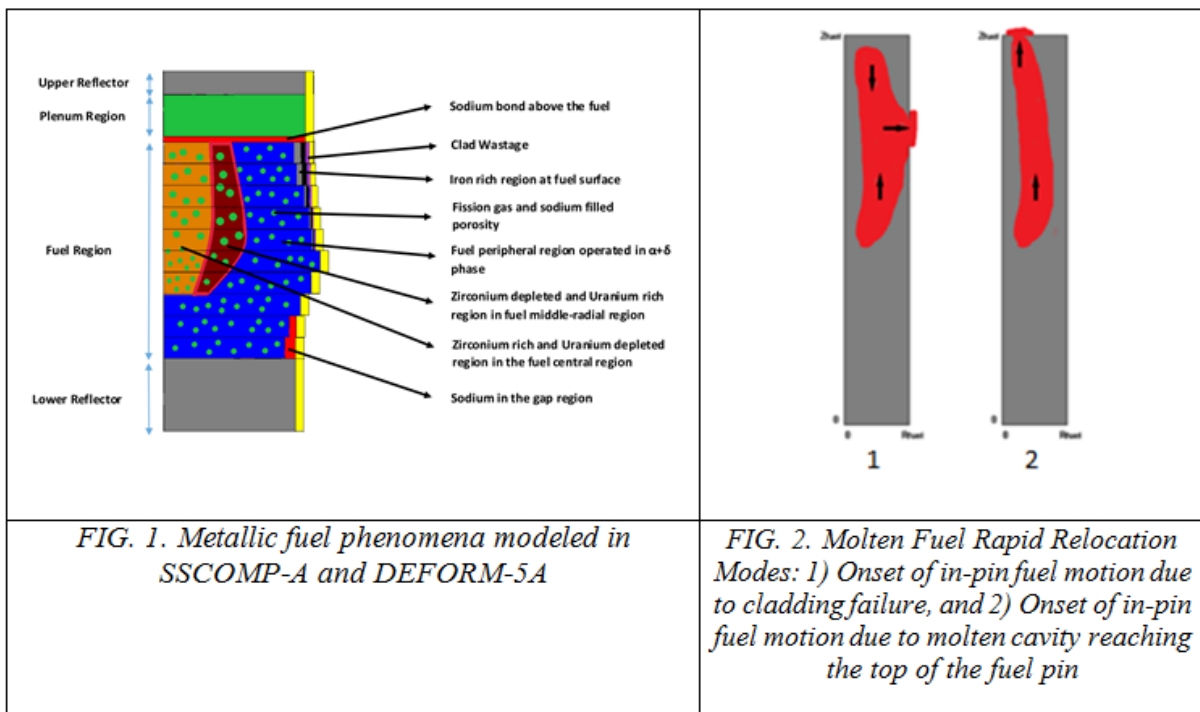 Upper Reflector
Plenum Region
Fuel Region
Lower Reflector
Sodium bond above the fuel
Clad Wastage
Iron rich region at fuel surface
Fission gas and sodium filled
porosity
Fuel peripheral region operated in α+δ
phase
Zirconium depleted and Uranium rich
region in fuel middle-radial region
Zirconium rich and Uranium depleted
region in the fuel central region
Sodium in the gap region
Zfuel
0
0
Rfuel
1
Zfuel
0
0
Rfuel
2
FIG. 1. Metallic fuel phenomena modeled in
SSCOMP-A and DEFORM-5A
FIG. 2. Molten Fuel Rapid Relocation
Modes: 1) Onset of in-pin fuel motion due
to cladding failure, and 2) Onset of in-pin
fuel motion due to molten cavity reaching
the top of the fuel pin